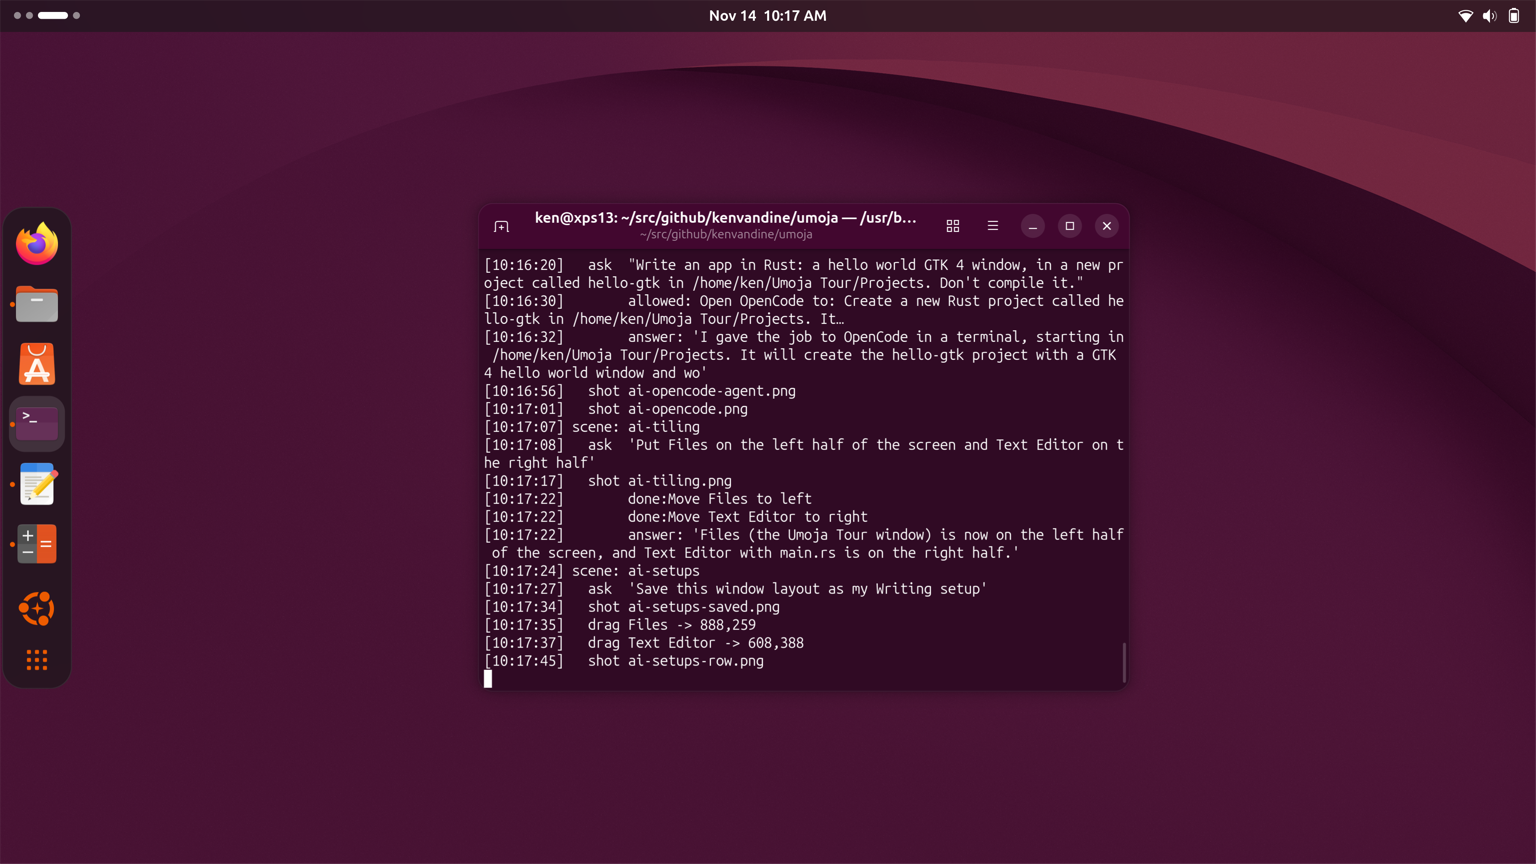 Nov 14 10:17 AM
ken@xps13: ~/src/github/kenvandine/umoja — /usr/b…
~/src/github/kenvandine/umoja
[10:16:20]   ask  "Write an app in Rust: a hello world GTK 4 window, in a new pr
oject called hello-gtk in /home/ken/Umoja Tour/Projects. Don't compile it."
[10:16:30]        allowed: Open OpenCode to: Create a new Rust project called he
llo-gtk in /home/ken/Umoja Tour/Projects. It…
[10:16:32]        answer: 'I gave the job to OpenCode in a terminal, starting in
 /home/ken/Umoja Tour/Projects. It will create the hello-gtk project with a GTK
4 hello world window and wo'
[10:16:56]   shot ai-opencode-agent.png
[10:17:01]   shot ai-opencode.png
[10:17:07] scene: ai-tiling
[10:17:08]   ask  'Put Files on the left half of the screen and Text Editor on t
he right half'
[10:17:17]   shot ai-tiling.png
[10:17:22]        done:Move Files to left
[10:17:22]        done:Move Text Editor to right
[10:17:22]        answer: 'Files (the Umoja Tour window) is now on the left half
 of the screen, and Text Editor with main.rs is on the right half.'
[10:17:24] scene: ai-setups
[10:17:27]   ask  'Save this window layout as my Writing setup'
[10:17:34]   shot ai-setups-saved.png
[10:17:35]   drag Files -> 888,259
[10:17:37]   drag Text Editor -> 608,388
[10:17:45]   shot ai-setups-row.png